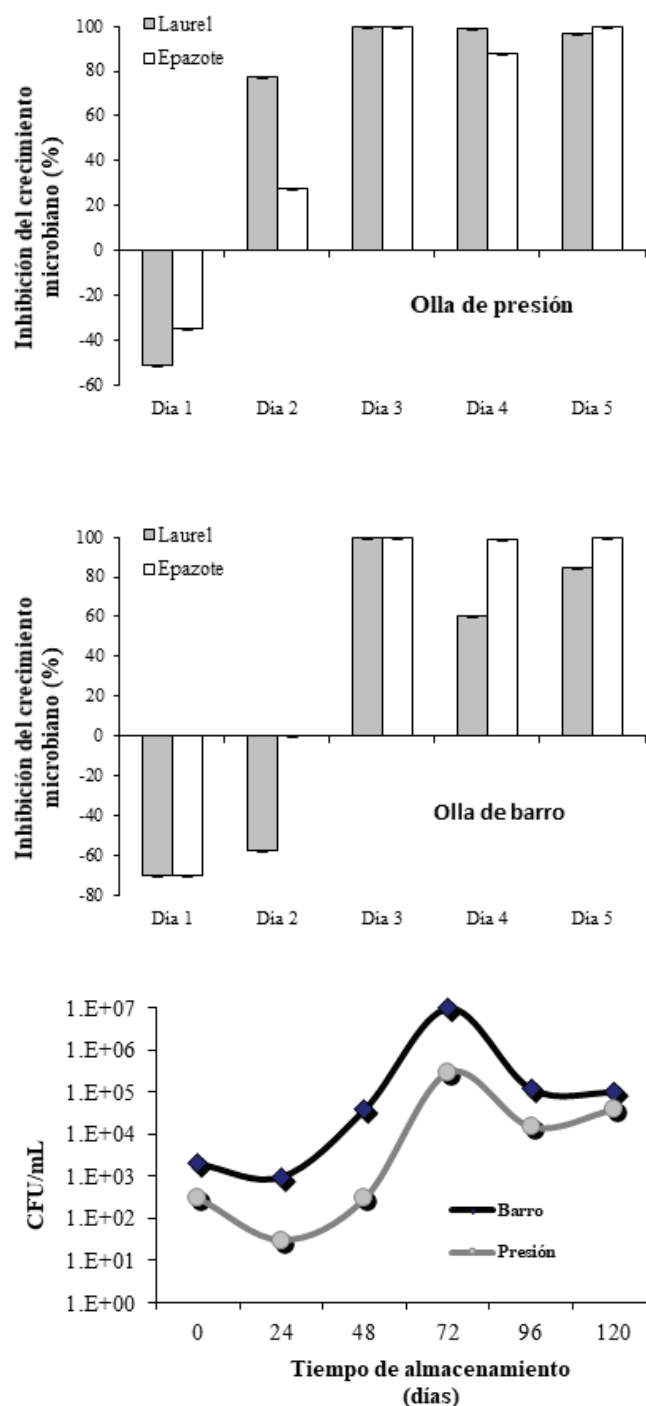 Inhibición del crecimiento
microbiano (%)
100
80
60
40
20
0
-20
-40
-60
Laurel
Epazote
Olla de presión
Dia 1 Dia 2 Dia 3 Dia 4 Dia 5
Inhibición del crecimiento
microbiano (%)
100
80
60
40
20
0
-20
-40
-60
-80
Laurel
Epazote
Olla de barro
Dia 1 Dia 2 Dia 3 Dia 4 Dia 5
CFU/mL
1.E+07
1.E+06
1.E+05
1.E+04
1.E+03
1.E+02
1.E+01
1.E+00
Barro
Presión
0 24 48 72 96 120
Tiempo de almacenamiento
(días)